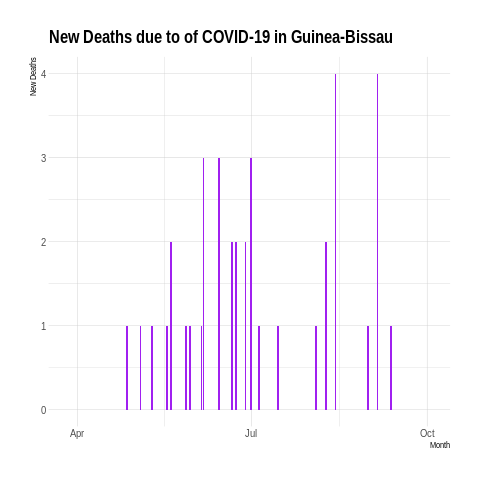 New Deaths due to of COVID-19 in Guinea-Bissau
New Deaths
4
3
2
1
0
Apr
Jul
Oct
Month